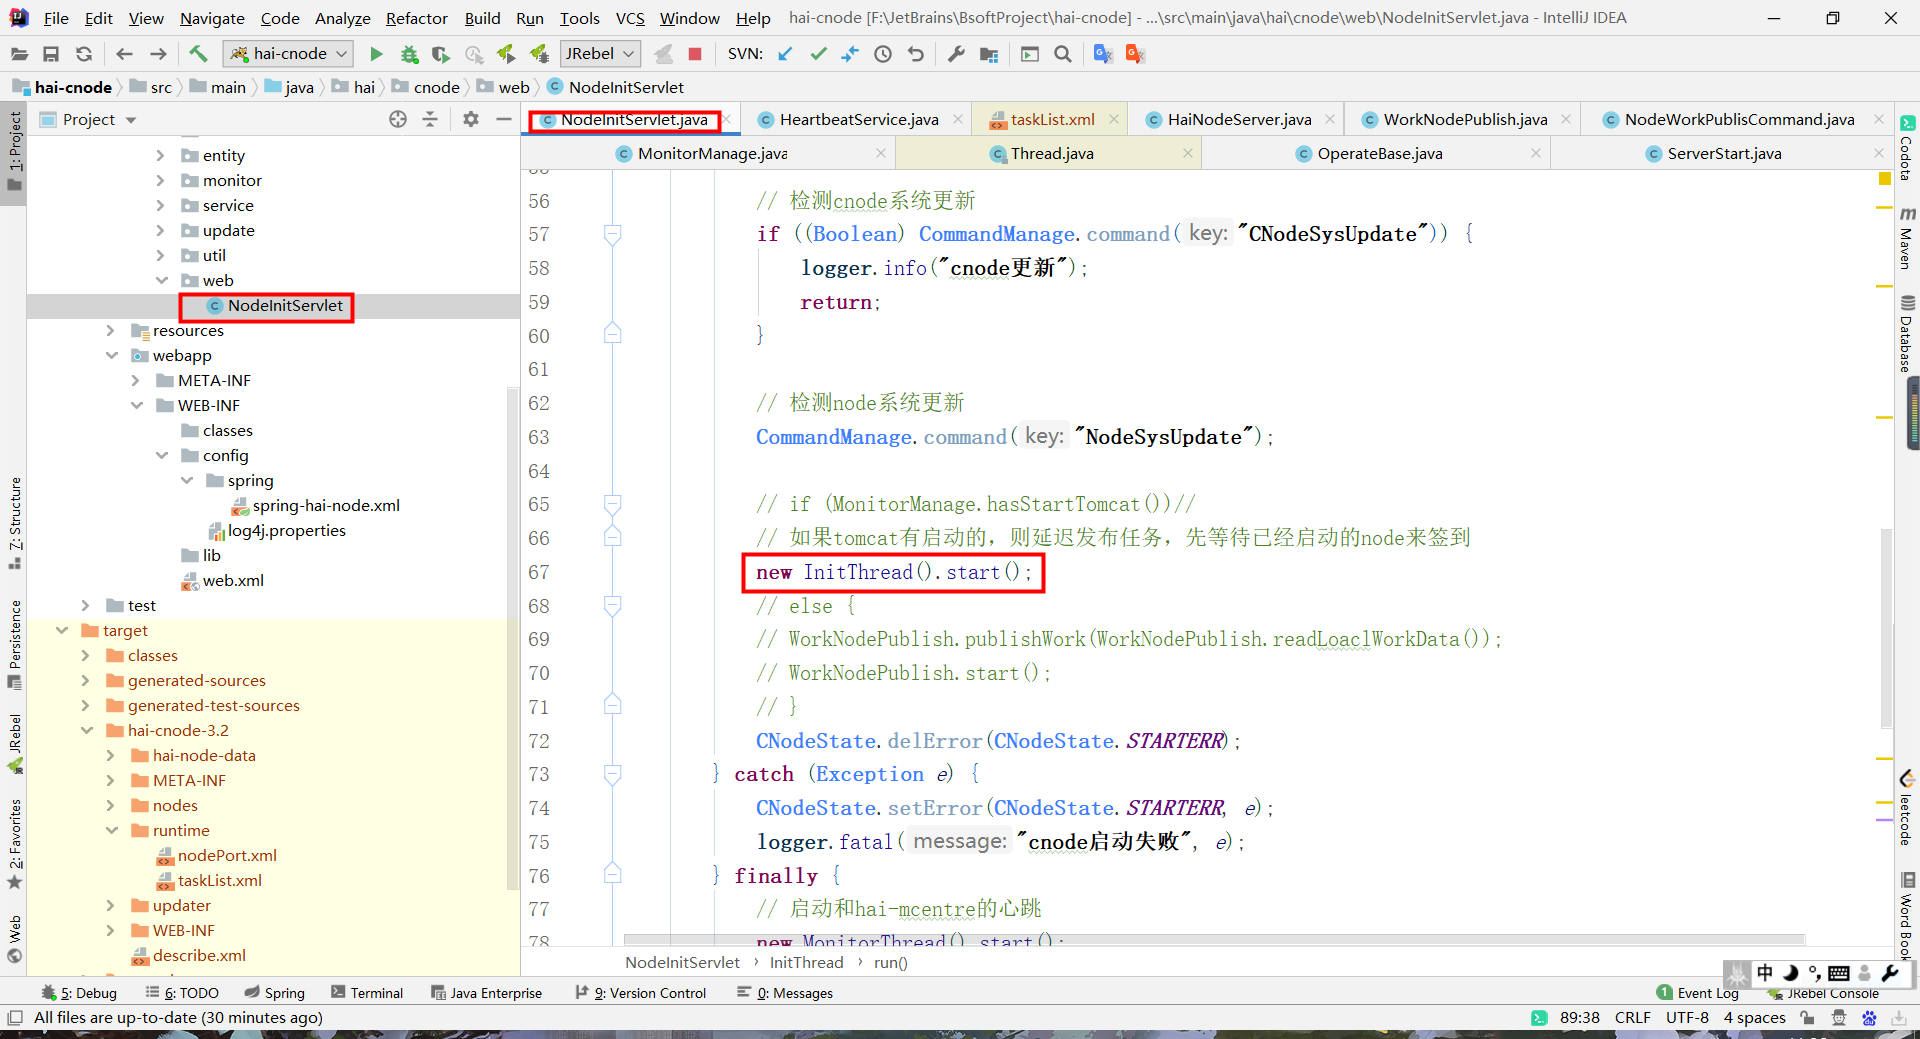 File Edit View Navigate Code Analyze Refactor Build Run Tools VCS Window Help hai-cnode [F:\JetBrains\BsoftProject\hai-cnode] - ...\src\main\java\hai\cnode\web\NodeInitServlet.java - IntelliJ IDEA
hai-cnode JRebel SVN:
hai-cnode src main java hai cnode web NodeInitServlet
Project
NodeInitServlet.java HeartbeatService.java taskList.xml HaiNodeServer.java WorkNodePublish.java NodeWorkPublisCommand.java
MonitorManage.java Thread.java OperateBase.java ServerStart.java
1: Project
7: Structure
Persistence
JRebel
2: Favorites
Web
entity
monitor
service
update
util
web
NodeInitServlet
resources
webapp
META-INF
WEB-INF
classes
config
spring
spring-hai-node.xml
log4j.properties
lib
web.xml
test
target
classes
generated-sources
generated-test-sources
hai-cnode-3.2
hai-node-data
META-INF
nodes
runtime
nodePort.xml
taskList.xml
updater
WEB-INF
describe.xml
56 // 检测cnode系统更新
57 if ((Boolean) CommandManage.command( key: "CNodeSysUpdate")) {
58 logger.info("cnode更新");
59 return;
60 }
61
62 // 检测node系统更新
63 CommandManage.command( key: "NodeSysUpdate");
64
65 // if (MonitorManage.hasStartTomcat())//
66 // 如果tomcat有启动的，则延迟发布任务，先等待已经启动的node来签到
67 new InitThread().start();
68 // else {
69 // WorkNodePublish.publishWork(WorkNodePublish.readLoaclWorkData());
70 // WorkNodePublish.start();
71 // }
72 CNodeState.delError(CNodeState.STARTERR);
73 } catch (Exception e) {
74 CNodeState.setError(CNodeState.STARTERR, e);
75 logger.fatal( message: "cnode启动失败", e);
76 } finally {
77 // 启动和hai-mcentre的心跳
78 new MonitorThread().start();
NodeInitServlet › InitThread › run()
Codota
Maven
Database
leetcode
Word Book
中
5: Debug 6: TODO Spring Terminal Java Enterprise 9: Version Control 0: Messages 1 Event Log JRebel Console
All files are up-to-date (30 minutes ago) 89:38 CRLF UTF-8 4 spaces